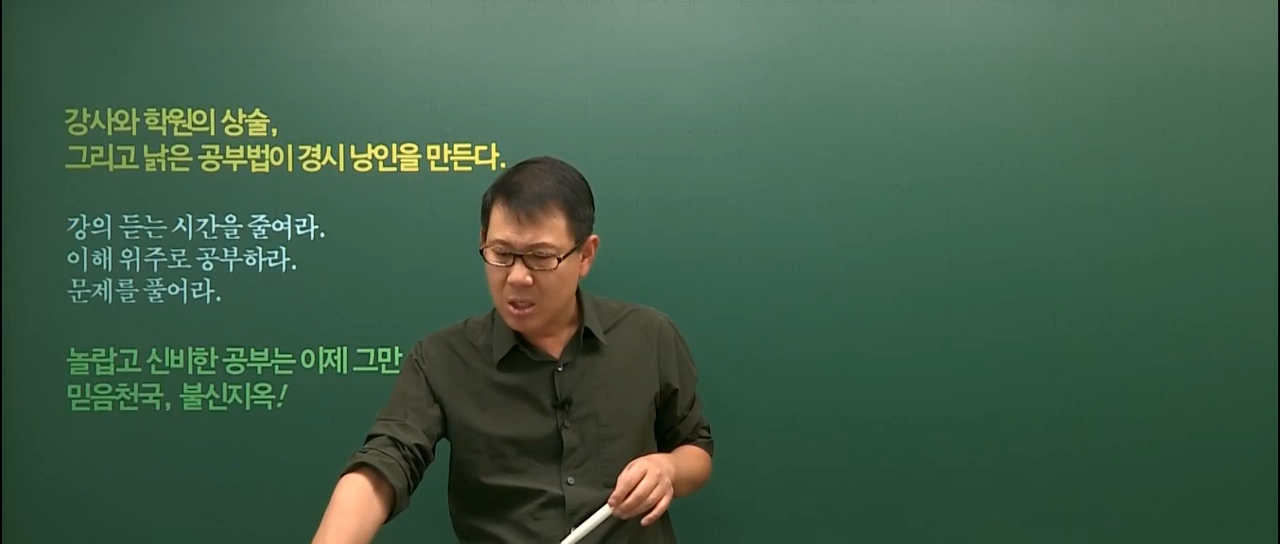 강사와 학원의 상술,
그리고 낡은 공부법이 경시 낭인을 만든다.
강의 듣는 시간을 줄여라.
이해 위주로 공부하라.
문제를 풀어라.
놀랍고 신비한 공부는 이제 그만
믿음천국, 불신지옥!